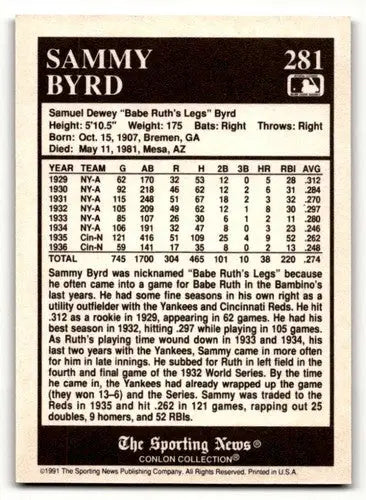 SAMMY
BYRD
281
Samuel Dewey "Babe Ruth's Legs" Byrd
Height: 5'10.5" Weight: 175 Bats: Right Throws: Right
Born: Oct. 15, 1907, Bremen, GA
Died: May 11, 1981, Mesa, AZ
YEAR TEAM G AB R H 2B 3B HR RBI AVG
1929 NY-A 62 170 32 53 12 0 5 28 .312
1930 NY-A 92 218 46 62 12 2 6 31 .284
1931 NY-A 115 248 51 67 18 2 3 32 .270
1932 NY-A 105 209 49 62 12 1 8 30 .297
1933 NY-A 85 107 26 30 6 1 2 11 .280
1934 NY-A 106 191 32 47 8 0 3 23 .246
1935 Cin-N 121 416 51 109 25 4 9 52 .262
1936 Cin-N 59 141 17 35 8 0 2 13 .248
TOTAL 745 1700 304 465 101 10 38 220 .274
Sammy Byrd was nicknamed "Babe Ruth's Legs" because
he often came into a game for Babe Ruth in the Bambino's
last years. He had some fine seasons in his own right as a
utility outfielder with the Yankees and Cincinnati Reds. He hit
.312 as a rookie in 1929, appearing in 62 games. He had his
best season in 1932, hitting .297 while playing in 105 games.
As Ruth's playing time wound down in 1933 and 1934, his
last two years with the Yankees, Sammy came in more often
for him in late innings. He subbed for Ruth in left field in the
fourth and final game of the 1932 World Series. By the time
he came in, the Yankees had already wrapped up the game
(they won 13–6) and the Series. Sammy was traded to the
Reds in 1935 and hit .262 in 121 games, rapping out 25
doubles, 9 homers, and 52 RBIs.
The Sporting News®
CONLON COLLECTION™
©1991 The Sporting News Publishing Company. All Rights Reserved. Printed in U.S.A.